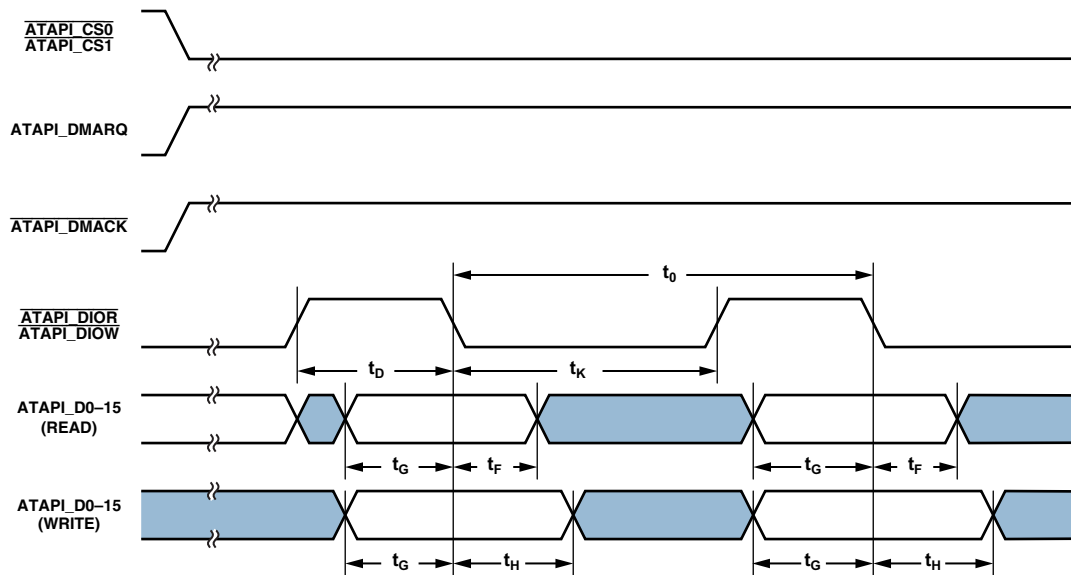 ATAPI_CS0
ATAPI_CS1
ATAPI_DMARQ
ATAPI_DMACK
t0
ATAPI_DIOR
ATAPI_DIOW
tD
tK
ATAPI_D0–15
(READ)
tG
tF
tG
tF
ATAPI_D0–15
(WRITE)
tG
tH
tG
tH